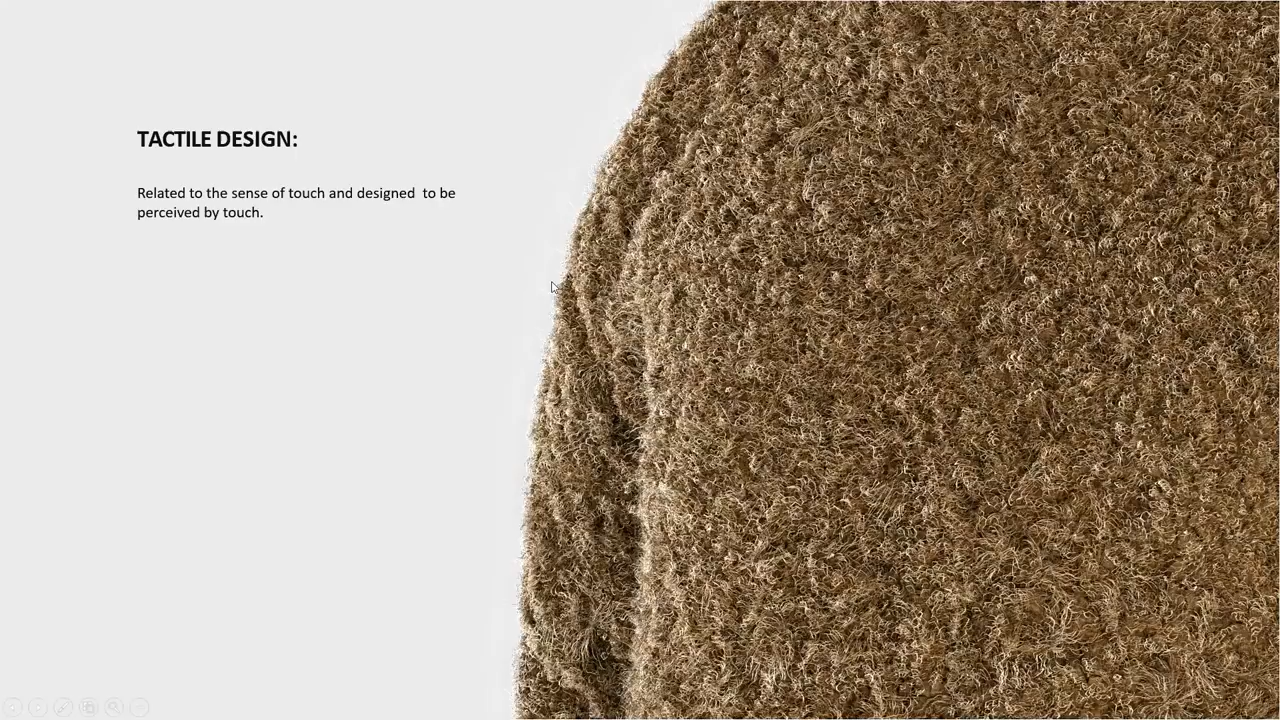 TACTILE DESIGN:
Related to the sense of touch and designed  to be
perceived by touch.